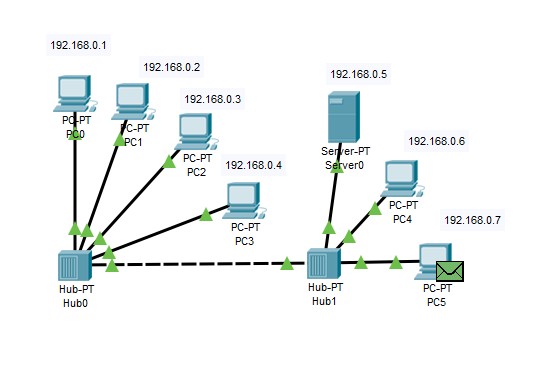 192.168.0.1
192.168.0.2
192.168.0.3
192.168.0.4
192.168.0.5
192.168.0.6
192.168.0.7
PC-PT
PC0
PC-PT
PC1
PC-PT
PC2
PC-PT
PC3
Server-PT
Server0
PC-PT
PC4
PC-PT
PC5
Hub-PT
Hub0
Hub-PT
Hub1